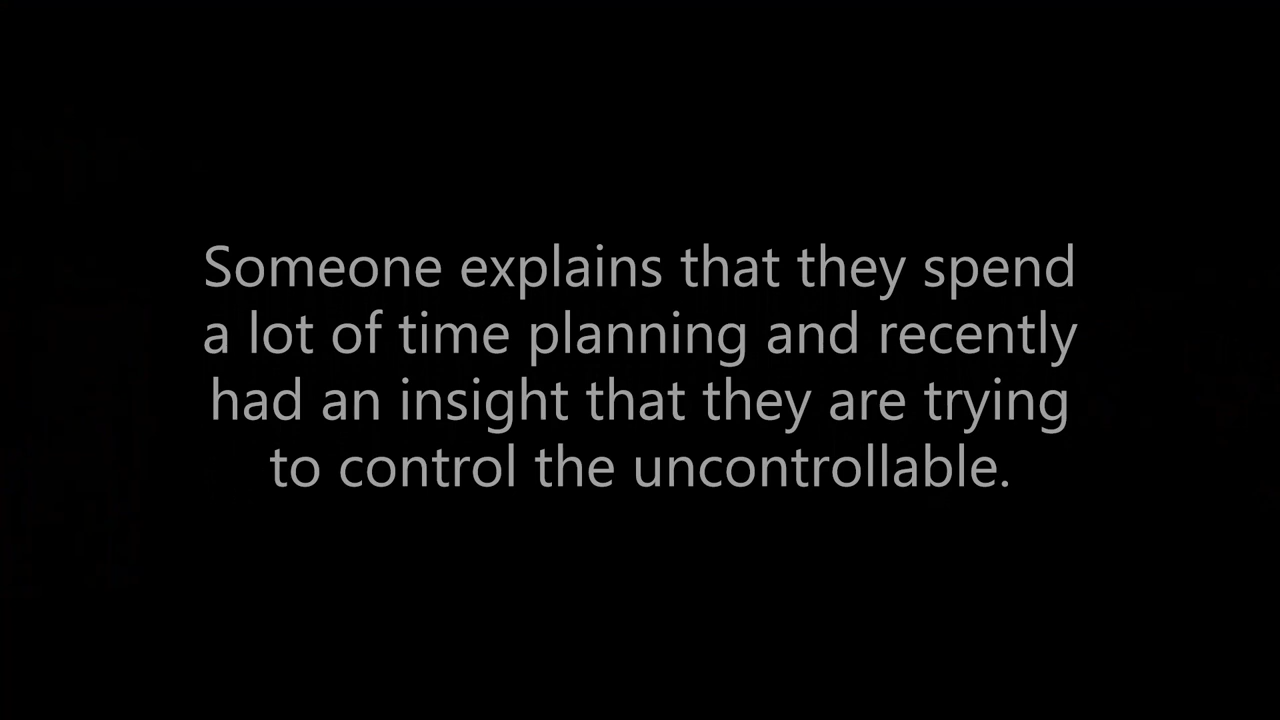 Someone explains that they spend
a lot of time planning and recently
had an insight that they are trying
to control the uncontrollable.